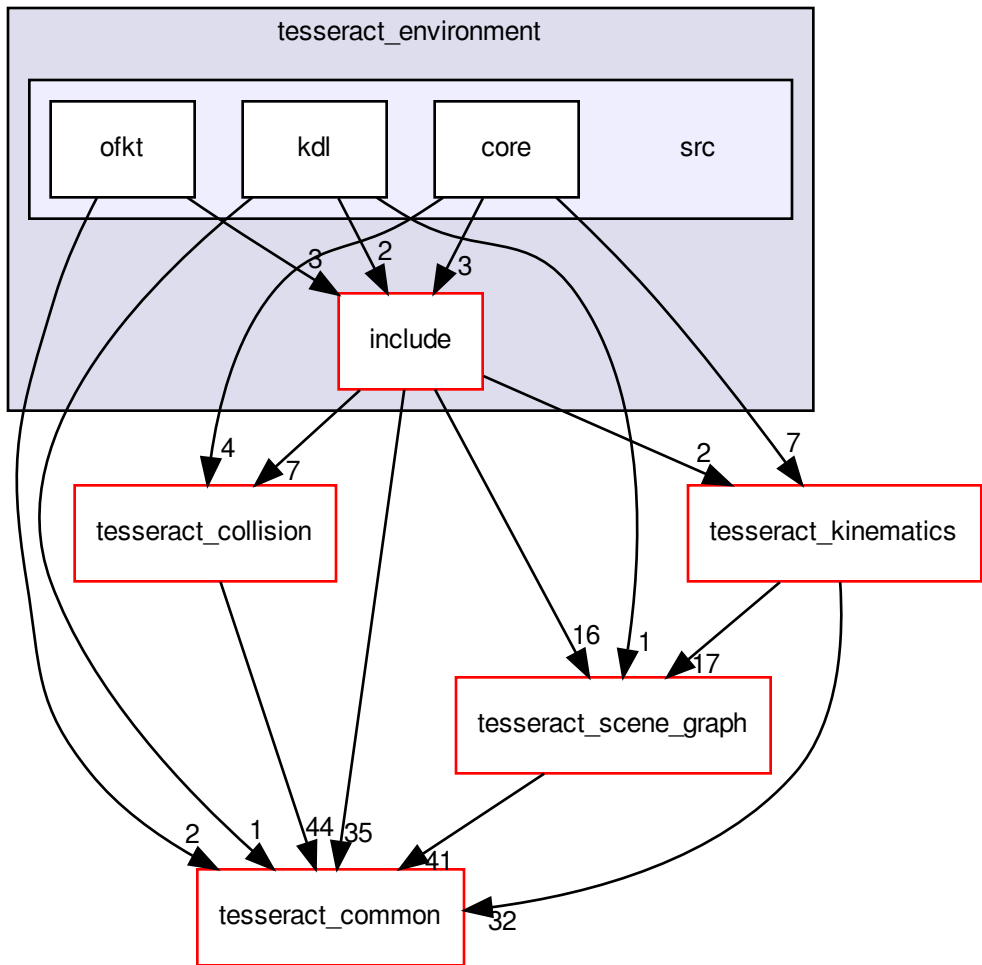 tesseract_environment
ofkt
kdl
core
src
3
2
3
include
4
7
2
7
tesseract_collision
tesseract_kinematics
16
1
17
tesseract_scene_graph
2
1
44
35
41
tesseract_common
32